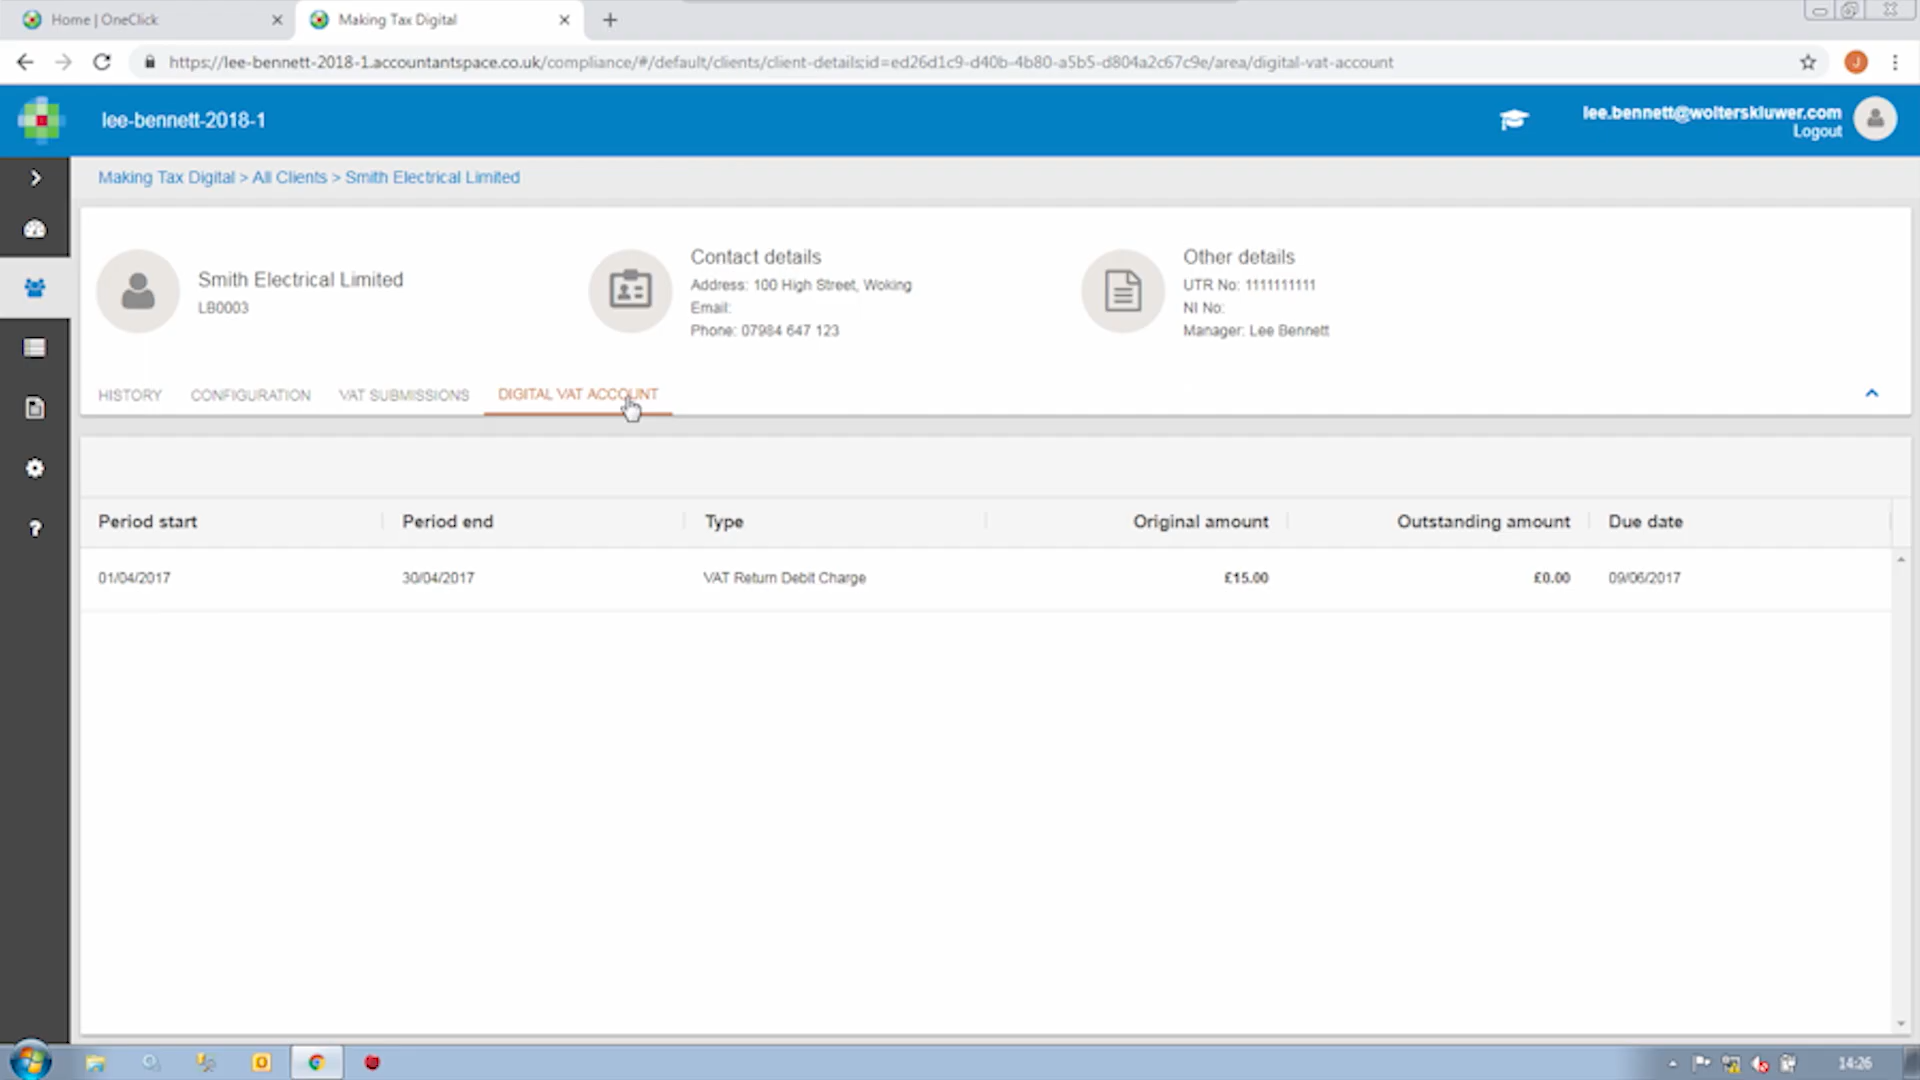 Home | OneClick
Making Tax Digital
https://lee-bennett-2018-1.accountantspace.co.uk/compliance/#/default/clients/client-details;id=ed26d1c9-d40b-4b80-a5b5-d804a2c67c9e/area/digital-vat-account
J
lee-bennett-2018-1
lee.bennett@wolterskluwer.com
Logout
Making Tax Digital > All Clients > Smith Electrical Limited
Smith Electrical Limited
LB0003
Contact details
Address: 100 High Street, Woking
Email:
Phone: 07984 647 123
Other details
UTR No: 1111111111
NI No:
Manager: Lee Bennett
HISTORY CONFIGURATION VAT SUBMISSIONS DIGITAL VAT ACCOUNT
Period start Period end Type Original amount Outstanding amount Due date
01/04/2017 30/04/2017 VAT Return Debit Charge £15.00 £0.00 09/06/2017
14:26